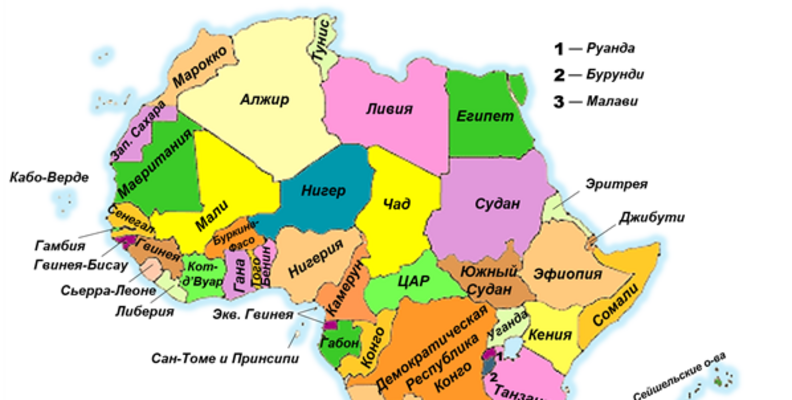 Тунис
1 — Руанда
Марокко
2 — Бурунди
Алжир
3 — Малави
Ливия
Египет
Зап. Сахара
Мавритания
Кабо-Верде
Эритрея
Нигер
Чад
Судан
Мали
Джибути
Сенегал
Буркина-
Фасо
Гамбия
Гвинея
Нигерия
Гвинея-Бисау
Кот-
д'Вуар
Гана
Того
Бенин
Камерун
ЦАР
Южный
Судан
Эфиопия
Сьерра-Леоне
Сомали
Либерия
Экв. Гвинея
Габон
Конго
Демократическая
Республика
Конго
Уганда
Кения
Сан-Томе и Принсипи
1
2
Танзан
Сейшельские о-ва